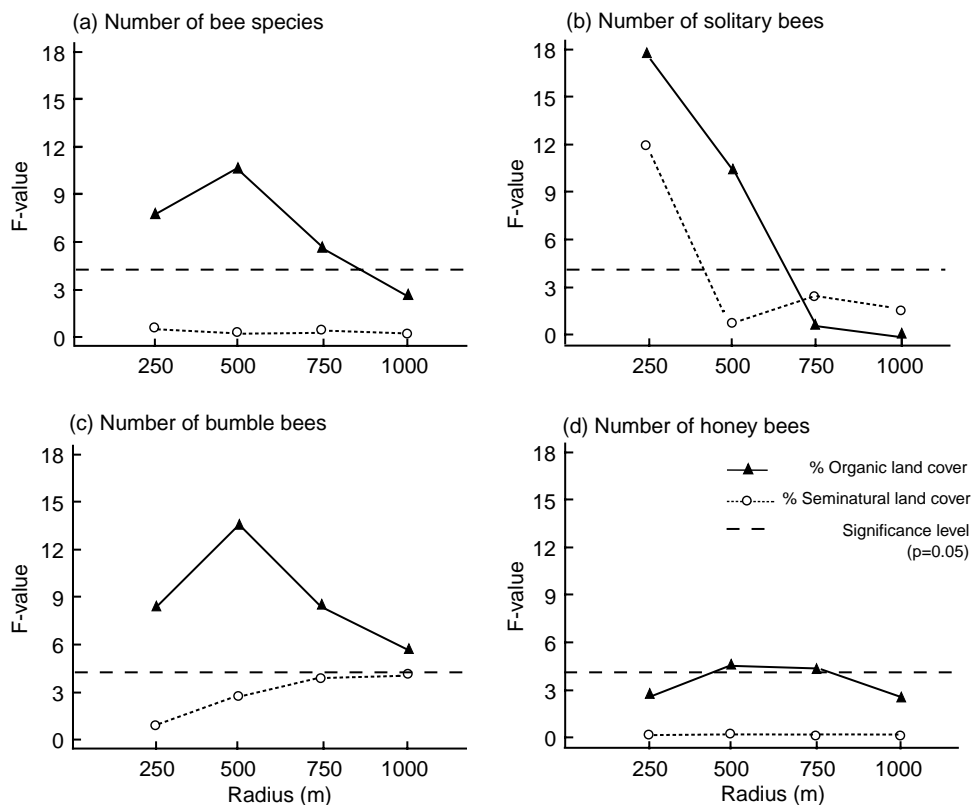 (a) Number of bee species
18
15
12
9
6
3
0
F-value
250 500 750 1000
(b) Number of solitary bees
18
15
12
9
6
3
0
F-value
250 500 750 1000
(c) Number of bumble bees
18
15
12
9
6
3
0
F-value
250 500 750 1000
Radius (m)
(d) Number of honey bees
18
15
12
9
6
3
0
F-value
% Organic land cover
% Seminatural land cover
Significance level
(p=0.05)
250 500 750 1000
Radius (m)